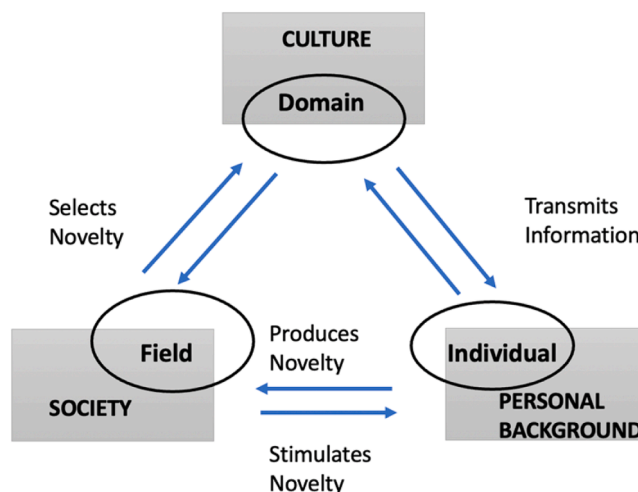 CULTURE
Domain
Selects
Novelty
Transmits
Information
Field
SOCIETY
Produces
Novelty
Stimulates
Novelty
Individual
PERSONAL
BACKGROUND